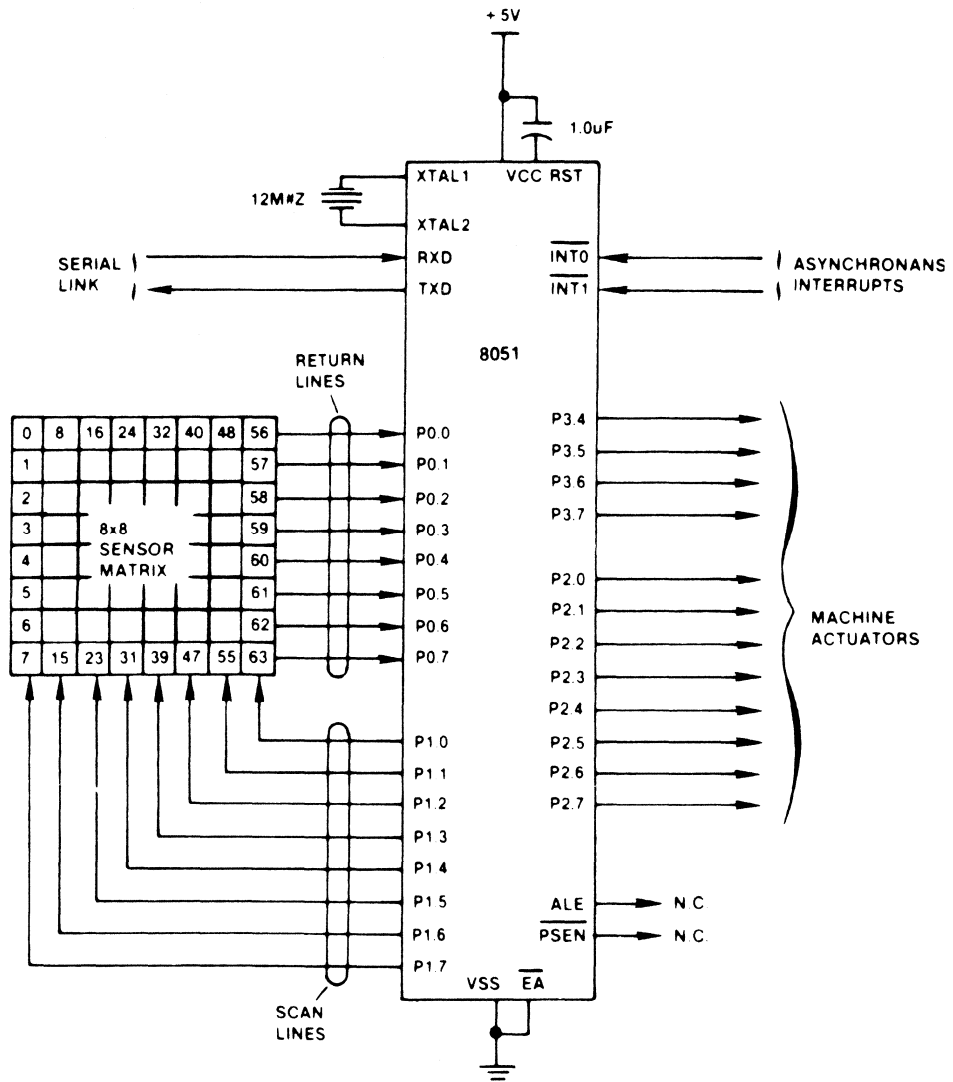 + 5V
1.0uF
XTAL1
VCC RST
12M#Z
XTAL2
SERIAL
LINK
RXD
TXD
INT0
INT1
ASYNCHRONANS
INTERRUPTS
8051
RETURN
LINES
0 8 16 24 32 40 48 56
1 57
2 58
3 59
4 60
5 61
6 62
7 15 23 31 39 47 55 63
8x8
SENSOR
MATRIX
P0.0
P0.1
P0.2
P0.3
P0.4
P0.5
P0.6
P0.7
P1.0
P1.1
P1.2
P1.3
P1.4
P1.5
P1.6
P1.7
SCAN
LINES
P3.4
P3.5
P3.6
P3.7
P2.0
P2.1
P2.2
P2.3
P2.4
P2.5
P2.6
P2.7
MACHINE
ACTUATORS
ALE
N.C
PSEN
N.C.
VSS
EA